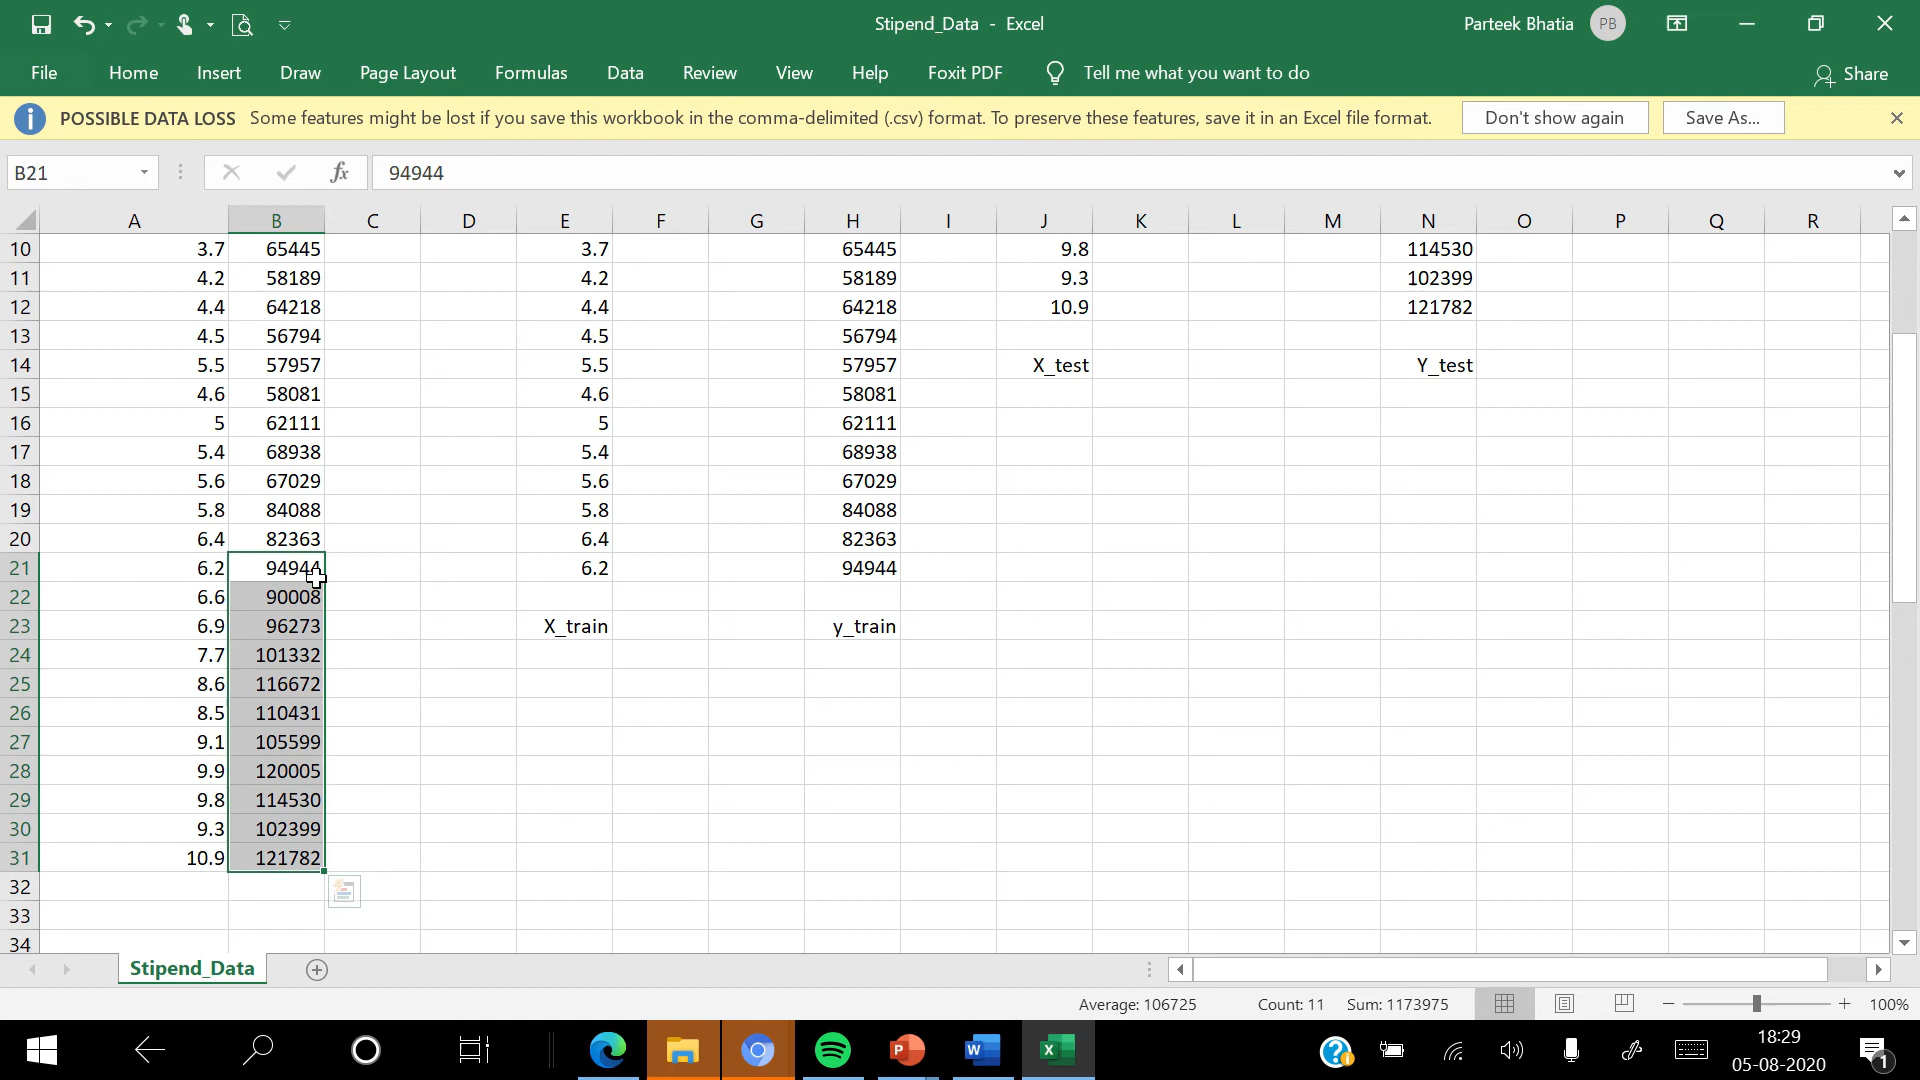 Stipend_Data - Excel
Parteek Bhatia PB
File Home Insert Draw Page Layout Formulas Data Review View Help Foxit PDF Tell me what you want to do Share
i POSSIBLE DATA LOSS Some features might be lost if you save this workbook in the comma-delimited (.csv) format. To preserve these features, save it in an Excel file format. Don't show again Save As...
B21 fx 94944
A B C D E F G H I J K L M N O P Q R
10 3.7 65445 3.7 65445 9.8 114530
11 4.2 58189 4.2 58189 9.3 102399
12 4.4 64218 4.4 64218 10.9 121782
13 4.5 56794 4.5 56794
14 5.5 57957 5.5 57957 X_test Y_test
15 4.6 58081 4.6 58081
16 5 62111 5 62111
17 5.4 68938 5.4 68938
18 5.6 67029 5.6 67029
19 5.8 84088 5.8 84088
20 6.4 82363 6.4 82363
21 6.2 94944 6.2 94944
22 6.6 90008
23 6.9 96273 X_train y_train
24 7.7 101332
25 8.6 116672
26 8.5 110431
27 9.1 105599
28 9.9 120005
29 9.8 114530
30 9.3 102399
31 10.9 121782
32
33
34
Stipend_Data
Average: 106725 Count: 11 Sum: 1173975 100%
18:29
05-08-2020
1